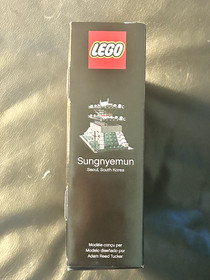 LEGO
Sungnyemun
Seoul, South Korea
Modèle conçu par
Modelo diseñado por
Adam Reed Tucker